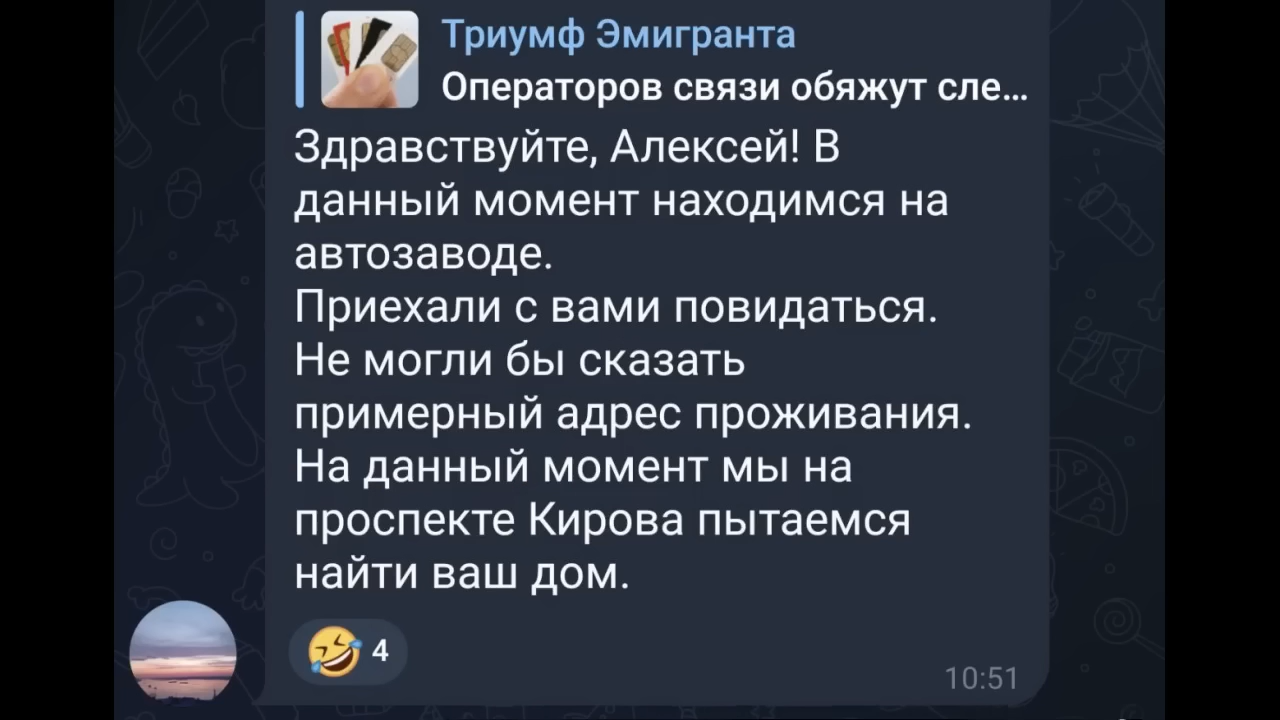 Триумф Эмигранта
Операторов связи обяжут сле...
Здравствуйте, Алексей! В
данный момент находимся на
автозаводе.
Приехали с вами повидаться.
Не могли бы сказать
примерный адрес проживания.
На данный момент мы на
проспекте Кирова пытаемся
найти ваш дом.
4
10:51